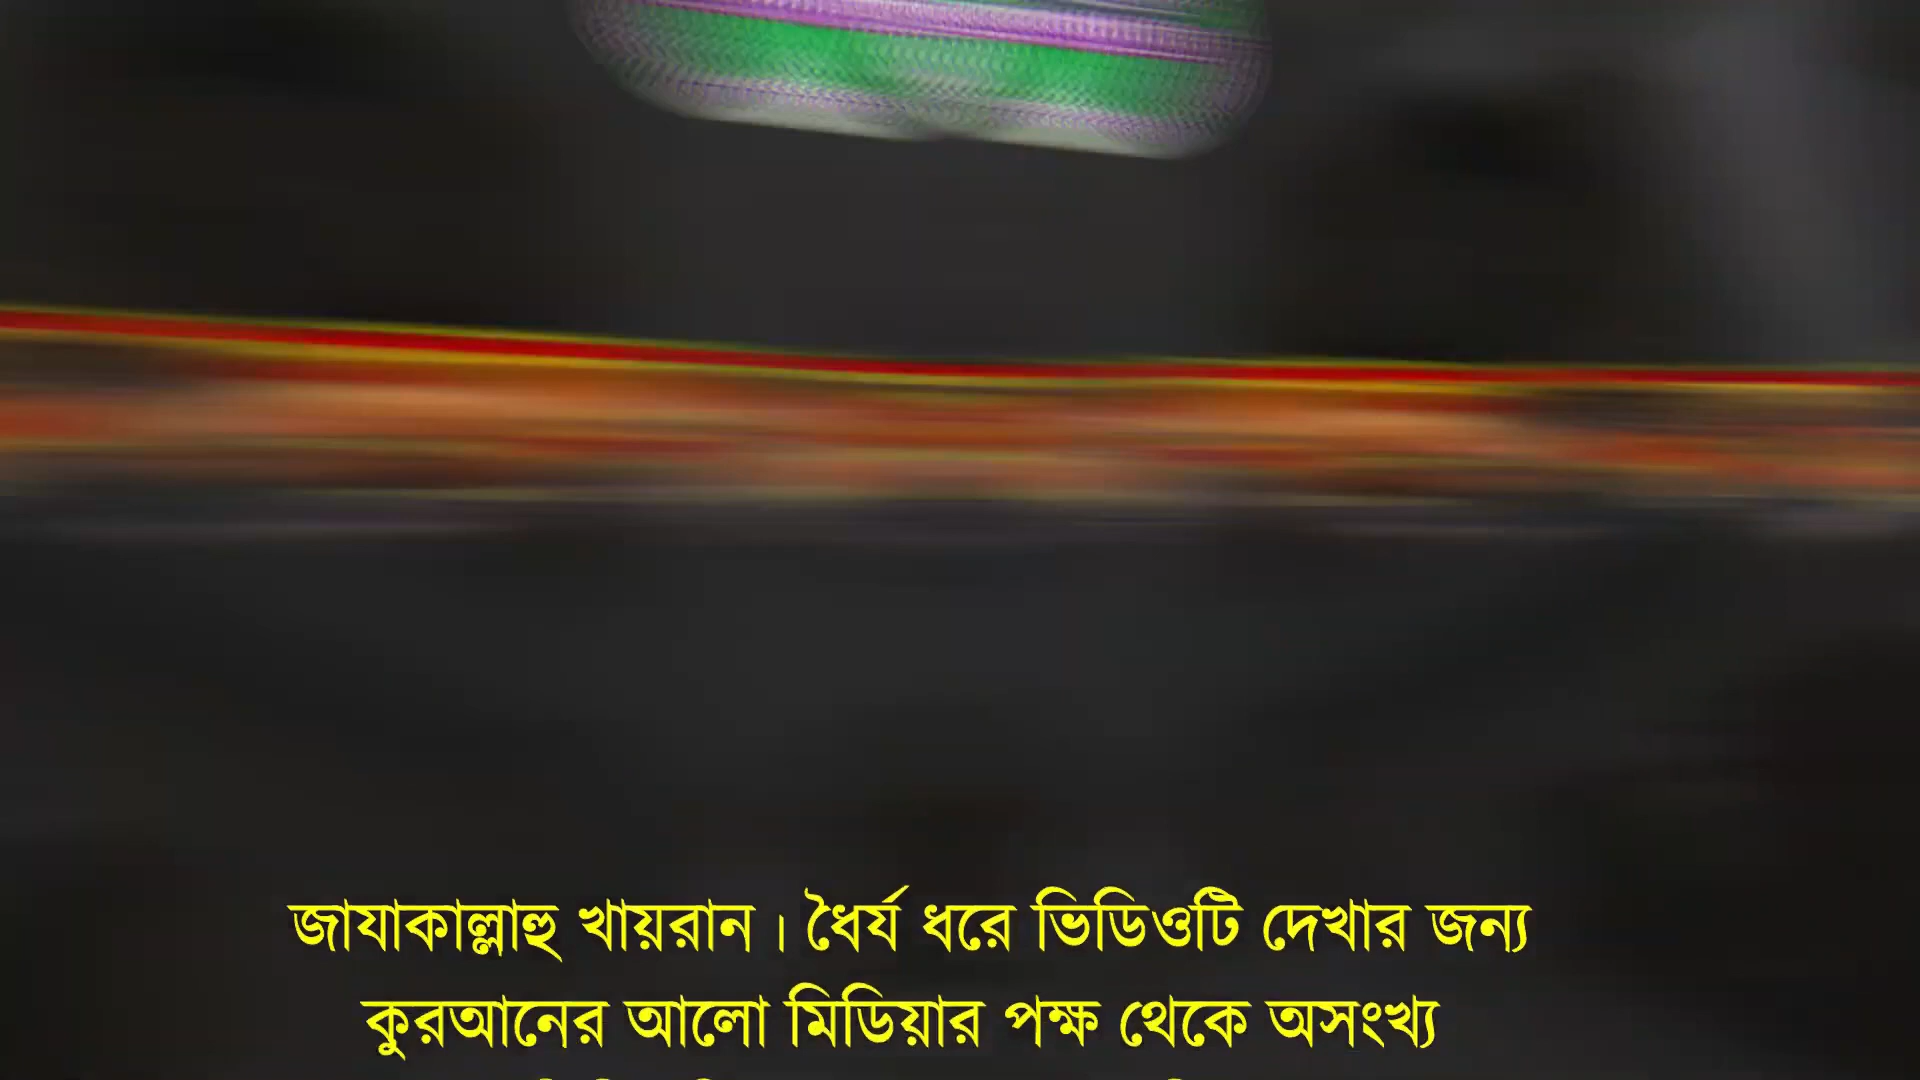 জাযাকাল্লাহু খায়রান। ধৈর্য ধরে ভিডিওটি দেখার জন্য
কুরআনের আলো মিডিয়ার পক্ষ থেকে অসংখ্য